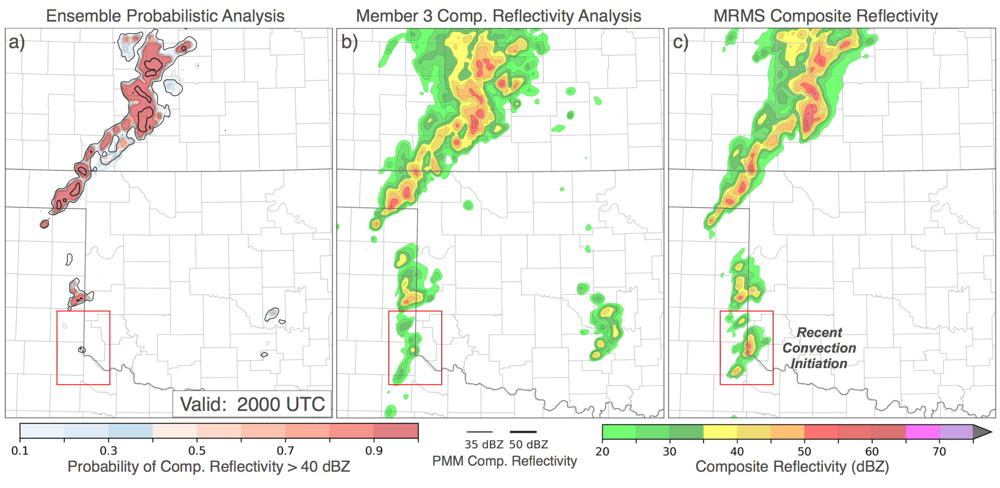 Ensemble Probabilistic Analysis
Member 3 Comp. Reflectivity Analysis
MRMS Composite Reflectivity
a)
b)
c)
Recent
Convection
Initiation
Valid: 2000 UTC
0.1 0.3 0.5 0.7 0.9
Probability of Comp. Reflectivity > 40 dBZ
35 dBZ 50 dBZ
PMM Comp. Reflectivity
20 30 40 50 60 70
Composite Reflectivity (dBZ)